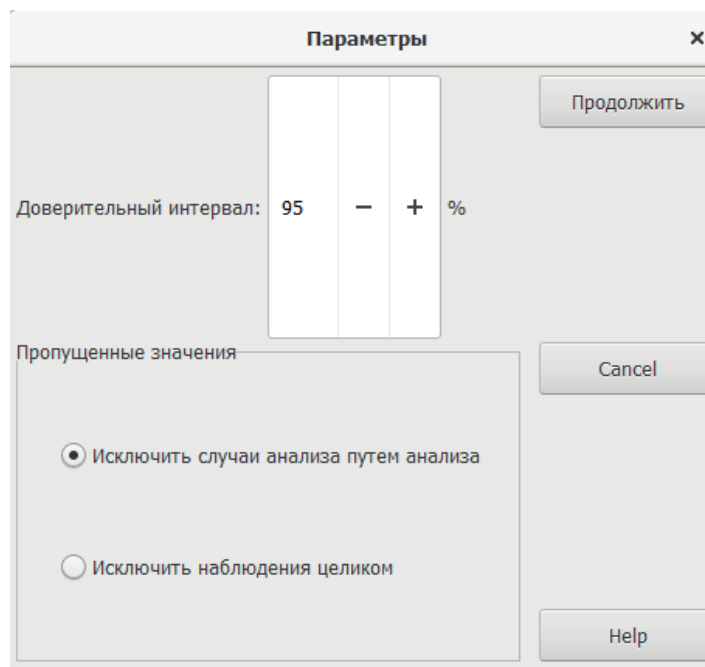 Параметры
Продолжить
Доверительный интервал: 95 − + %
Пропущенные значения
Cancel
Исключить случаи анализа путем анализа
Исключить наблюдения целиком
Help